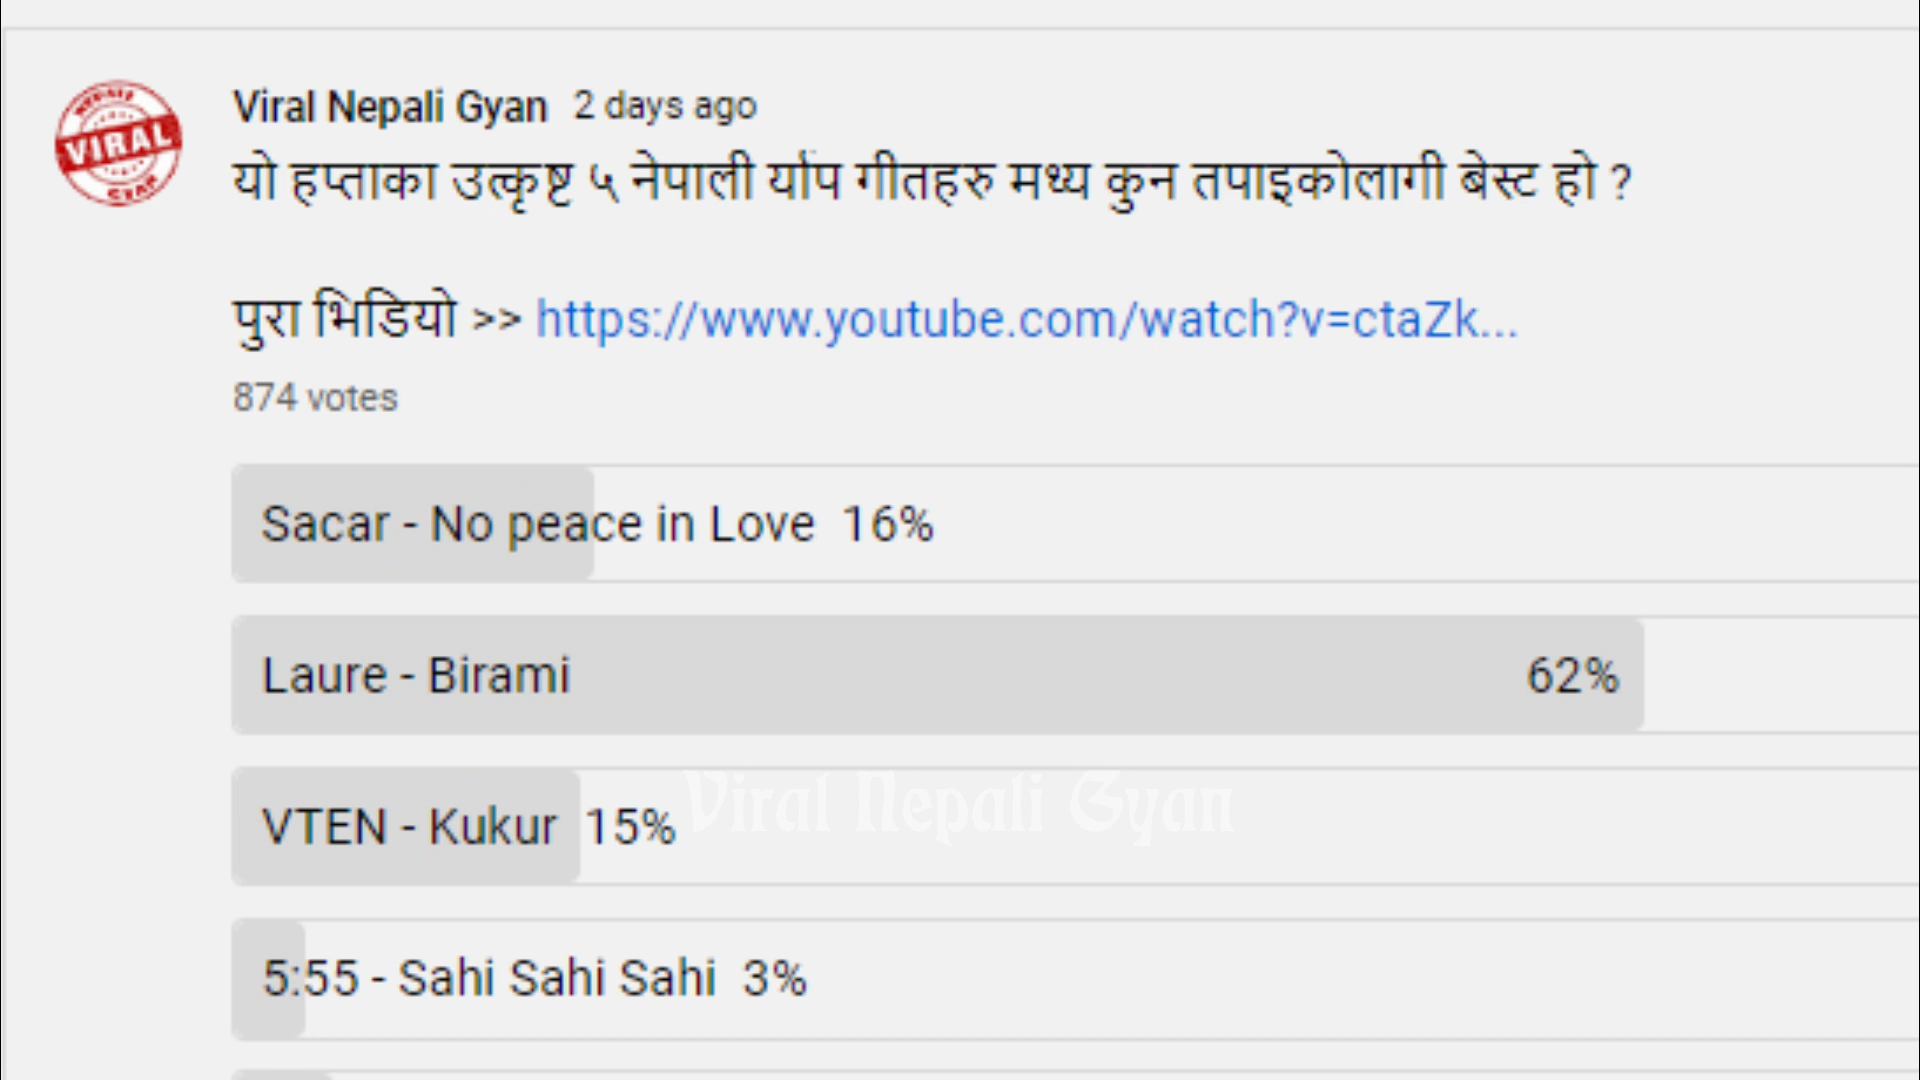 Viral Nepali Gyan 2 days ago
VIRAL
यो हप्ताका उत्कृष्ट ५ नेपाली र्याप गीतहरु मध्य कुन तपाइकोलागी बेस्ट हो ?
पुरा भिडियो >> https://www.youtube.com/watch?v=ctaZk...
874 votes
Sacar - No peace in Love 16%
Laure - Birami 62%
Viral Nepali Gyan
VTEN - Kukur 15%
5:55 - Sahi Sahi Sahi 3%